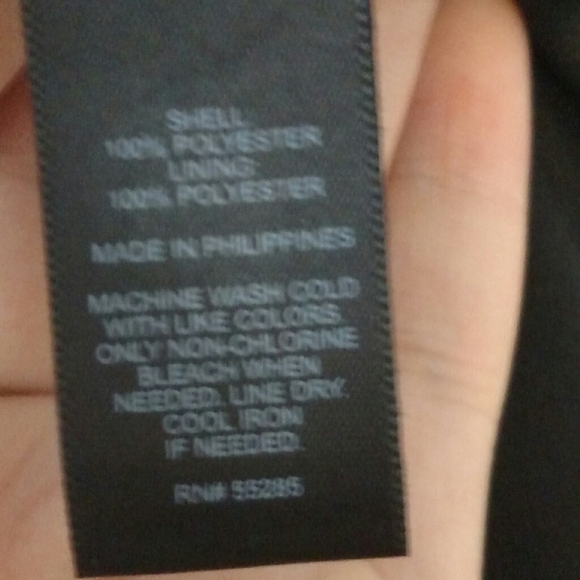 SHELL:
100% POLYESTER
LINING:
100% POLYESTER
MADE IN PHILIPPINES
MACHINE WASH COLD
WITH LIKE COLORS.
ONLY NON-CHLORINE
BLEACH WHEN
NEEDED. LINE DRY.
COOL IRON
IF NEEDED.
RN# 55285